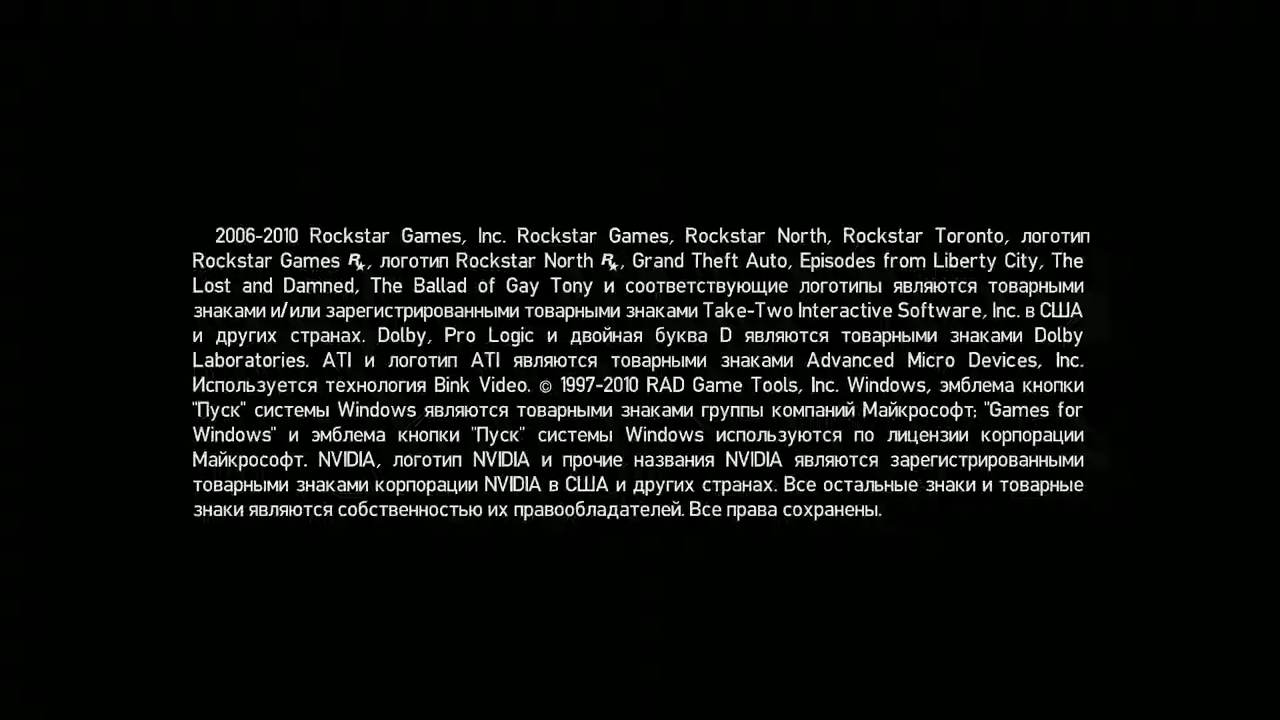 2006-2010 Rockstar Games, Inc. Rockstar Games, Rockstar North, Rockstar Toronto, логотип
Rockstar Games R★, логотип Rockstar North R★, Grand Theft Auto, Episodes from Liberty City, The
Lost and Damned, The Ballad of Gay Tony и соответствующие логотипы являются товарными
знаками и/или зарегистрированными товарными знаками Take-Two Interactive Software, Inc. в США
и других странах. Dolby, Pro Logic и двойная буква D являются товарными знаками Dolby
Laboratories. ATI и логотип ATI являются товарными знаками Advanced Micro Devices, Inc.
Используется технология Bink Video. © 1997-2010 RAD Game Tools, Inc. Windows, эмблема кнопки
"Пуск" системы Windows являются товарными знаками группы компаний Майкрософт; "Games for
Windows" и эмблема кнопки "Пуск" системы Windows используются по лицензии корпорации
Майкрософт. NVIDIA, логотип NVIDIA и прочие названия NVIDIA являются зарегистрированными
товарными знаками корпорации NVIDIA в США и других странах. Все остальные знаки и товарные
знаки являются собственностью их правообладателей. Все права сохранены.